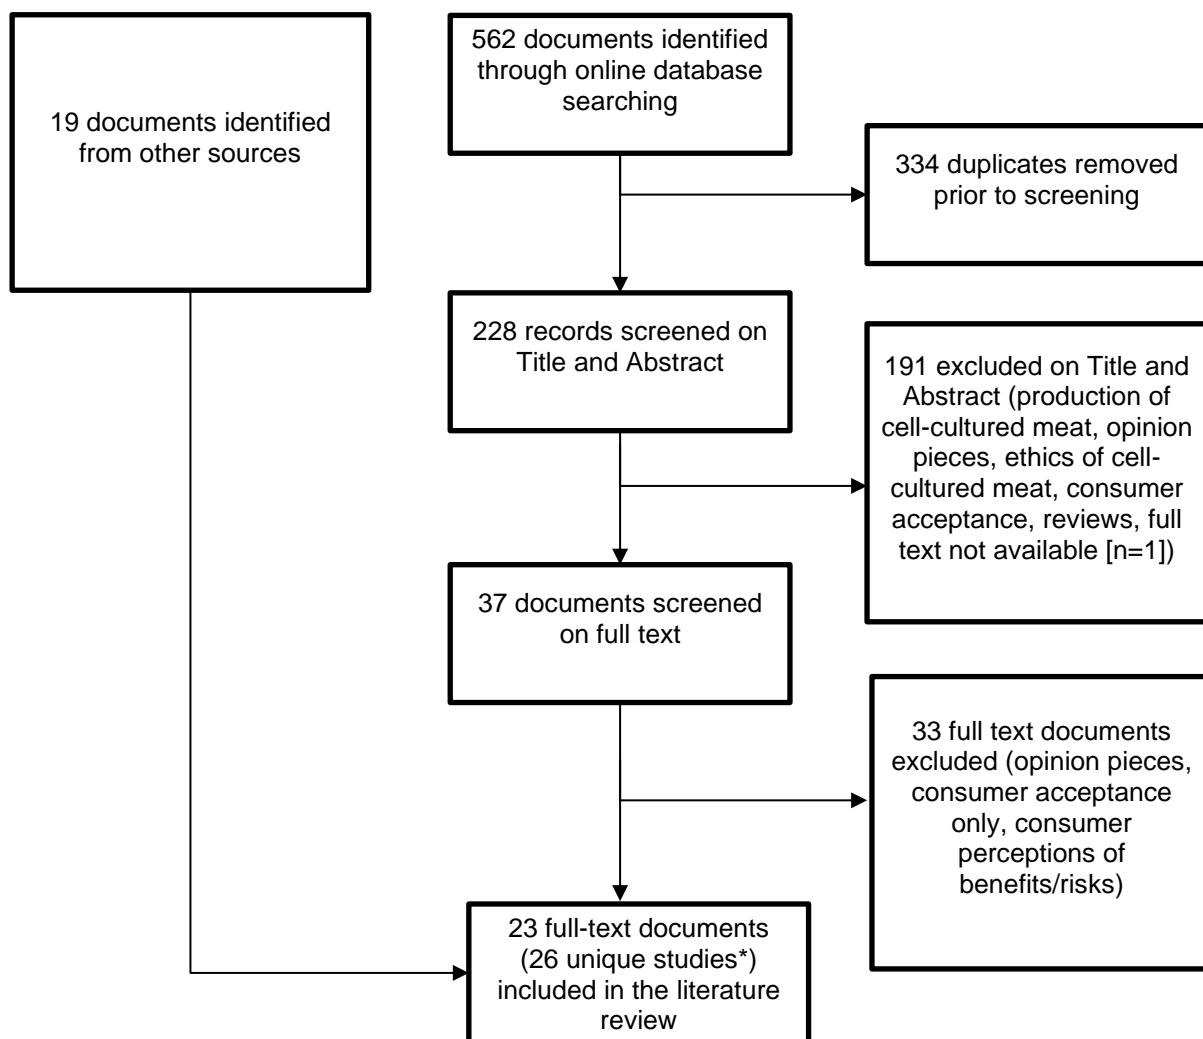 562 documents identified
through online database
searching
19 documents identified
from other sources
334 duplicates removed
prior to screening
228 records screened on
Title and Abstract
191 excluded on Title and
Abstract (production of
cell-cultured meat, opinion
pieces, ethics of cell-
cultured meat, consumer
acceptance, reviews, full
text not available [n=1])
37 documents screened
on full text
33 full text documents
excluded (opinion pieces,
consumer acceptance
only, consumer
perceptions of
benefits/risks)
23 full-text documents
(26 unique studies*)
included in the literature
review